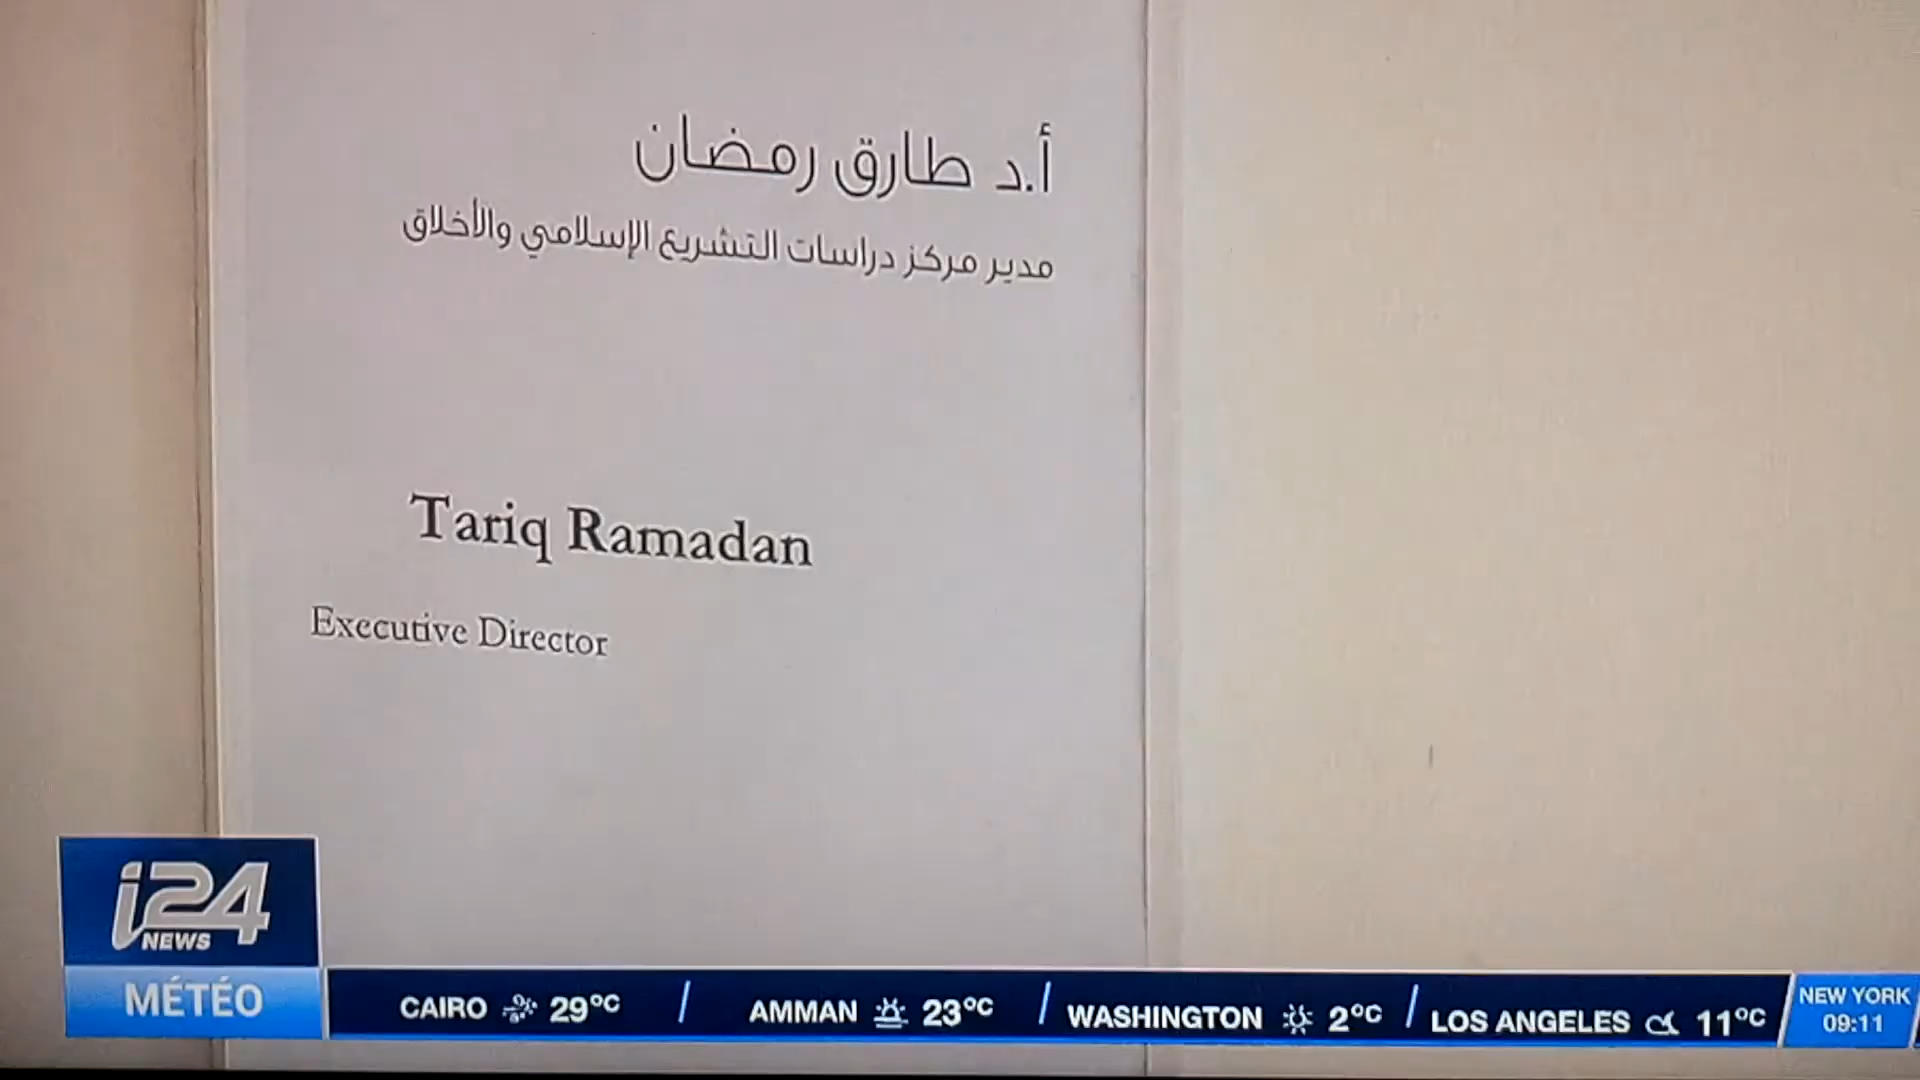 أ.د طارق رمضان
مدير مركز دراسات التشريع الإسلامي والأخلاق
Tariq Ramadan
Executive Director
i24
NEWS
MÉTÉO
CAIRO 29°C / AMMAN 23°C / WASHINGTON 2°C / LOS ANGELES 11°C
NEW YORK
09:11